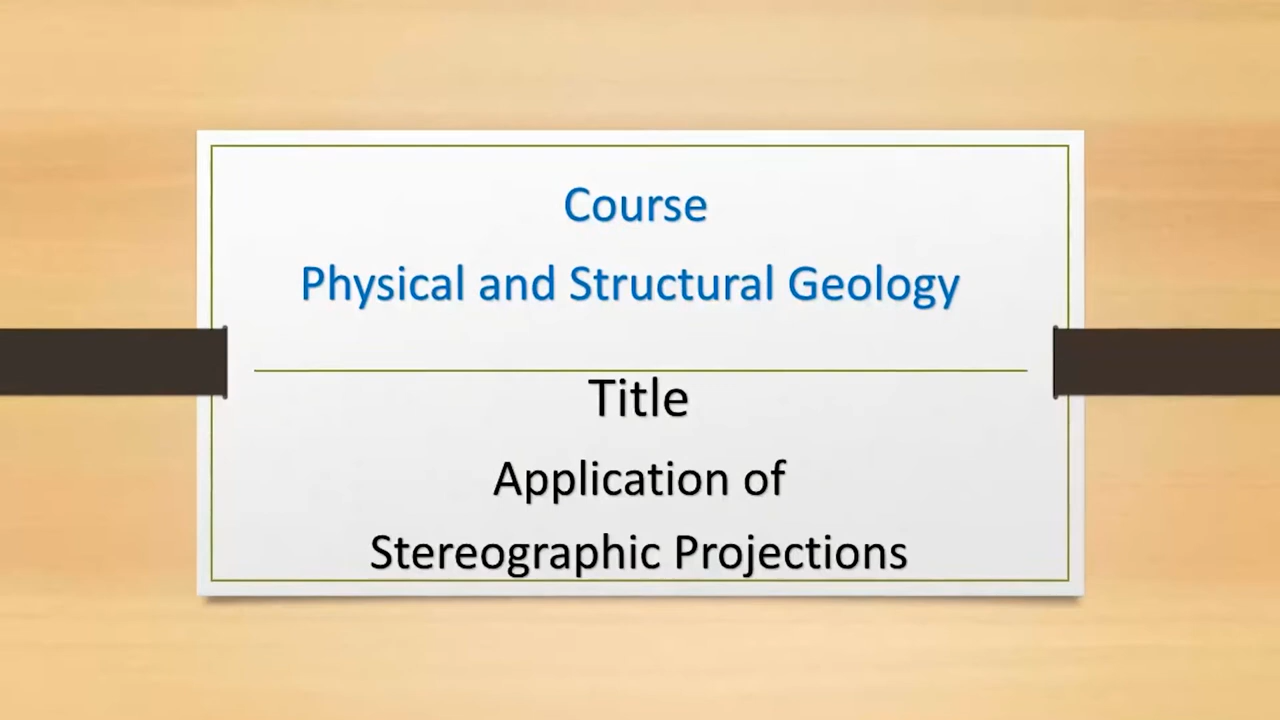 Course
Physical and Structural Geology
Title
Application of
Stereographic Projections